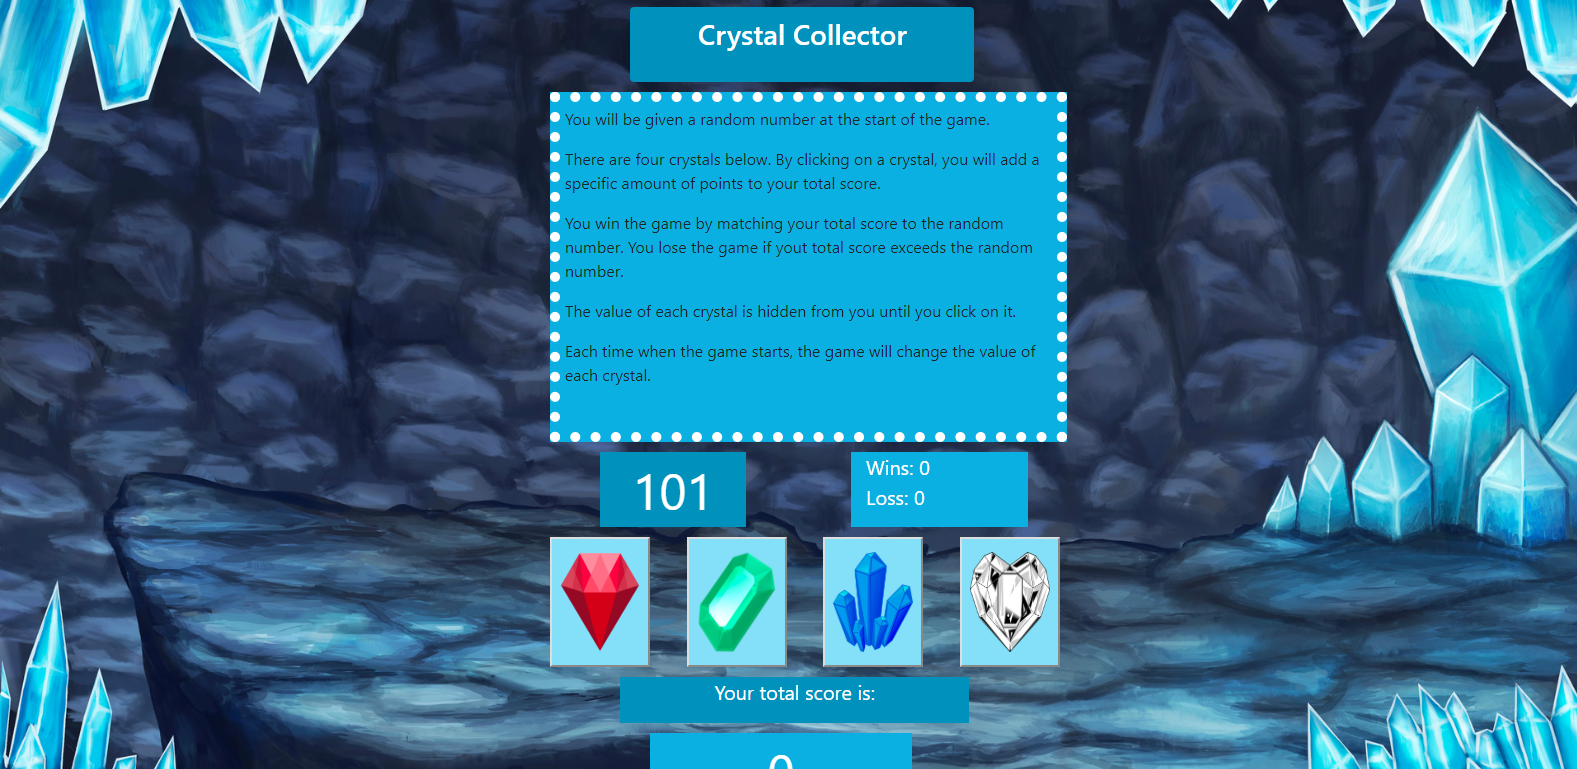 Crystal Collector
You will be given a random number at the start of the game.
There are four crystals below. By clicking on a crystal, you will add a
specific amount of points to your total score.
You win the game by matching your total score to the random
number. You lose the game if yout total score exceeds the random
number.
The value of each crystal is hidden from you until you click on it.
Each time when the game starts, the game will change the value of
each crystal.
101
Wins: 0
Loss: 0
Your total score is: